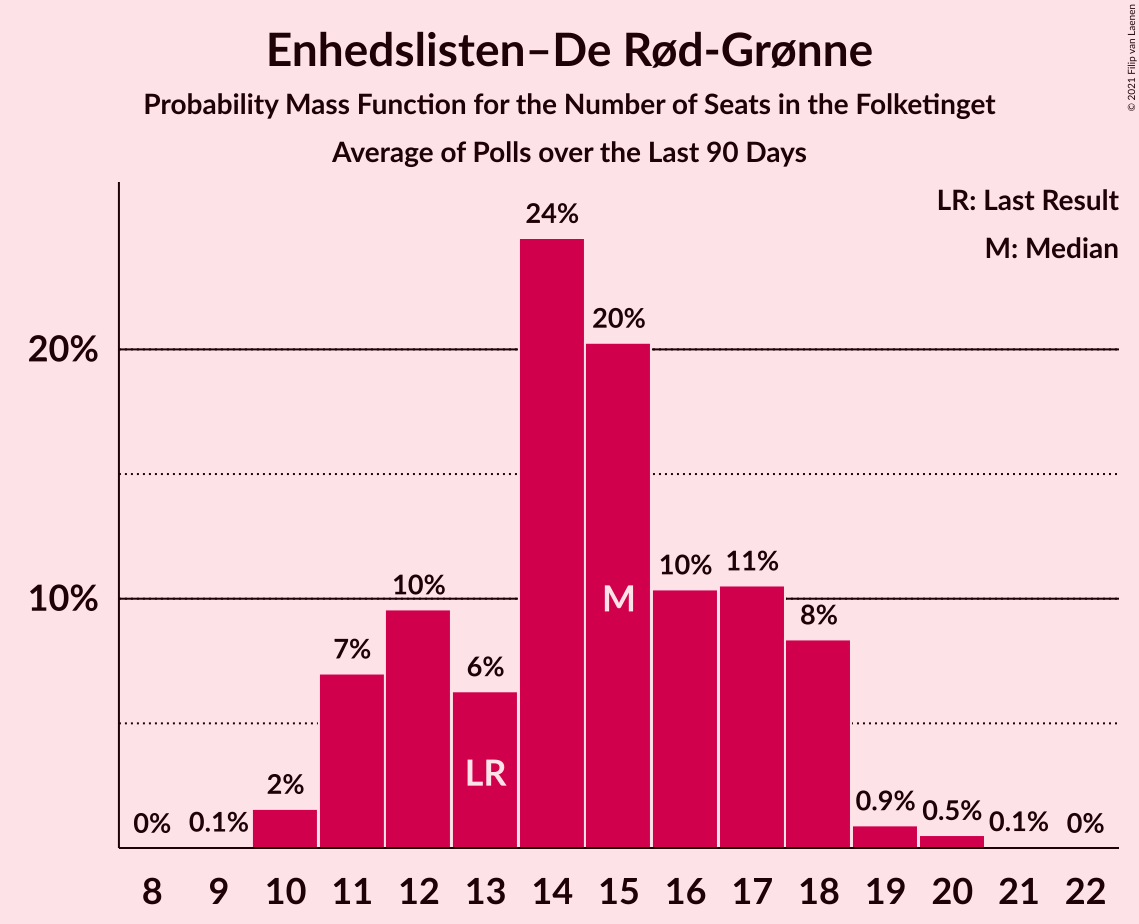 Enhedslisten–De Rød-Grønne
Probability Mass Function for the Number of Seats in the Folketinget
Average of Polls over the Last 90 Days
© 2021 Filip van Laenen
LR: Last Result
M: Median
24%
20%
20%
10%
11%
10%
10%
8%
7%
6%
M
LR
2%
0%
0.1%
0.9%
0.5%
0.1%
0%
8 9 10 11 12 13 14 15 16 17 18 19 20 21 22